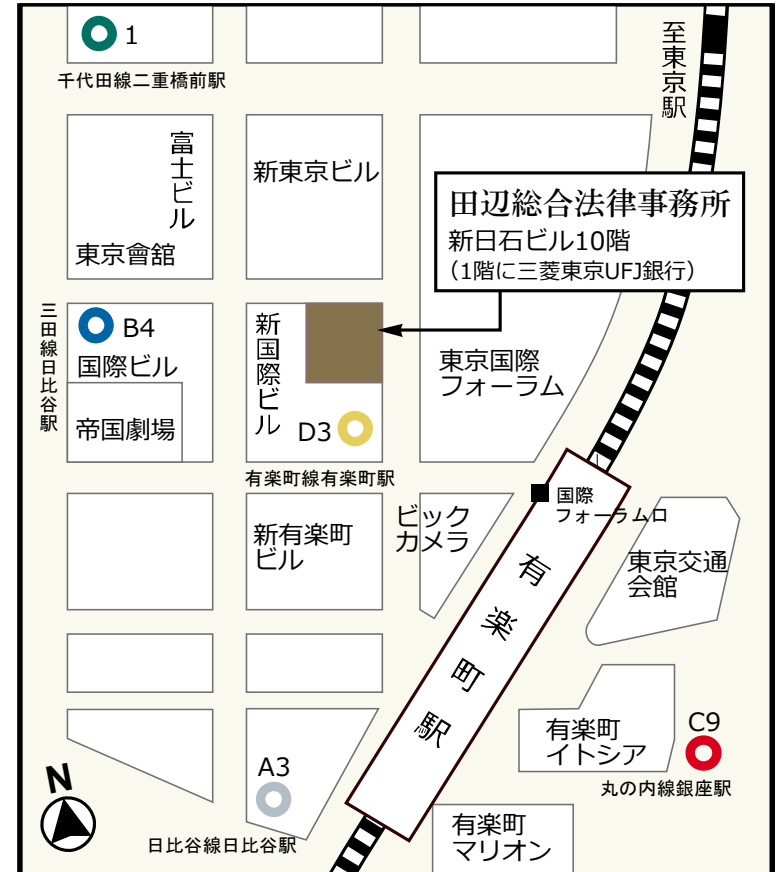 1
千代田線二重橋前駅
至東京駅
富士ビル
東京會館
新東京ビル
田辺総合法律事務所
新日石ビル10階
（1階に三菱東京UFJ銀行）
三田線日比谷駅
B4
国際ビル
帝国劇場
新国際ビル
D3
有楽町線有楽町駅
東京国際
フォーラム
国際
フォーラム口
新有楽町
ビル
ビック
カメラ
東京交通
会館
有楽町駅
有楽町
イトシア
C9
丸の内線銀座駅
A3
日比谷線日比谷駅
有楽町
マリオン
N